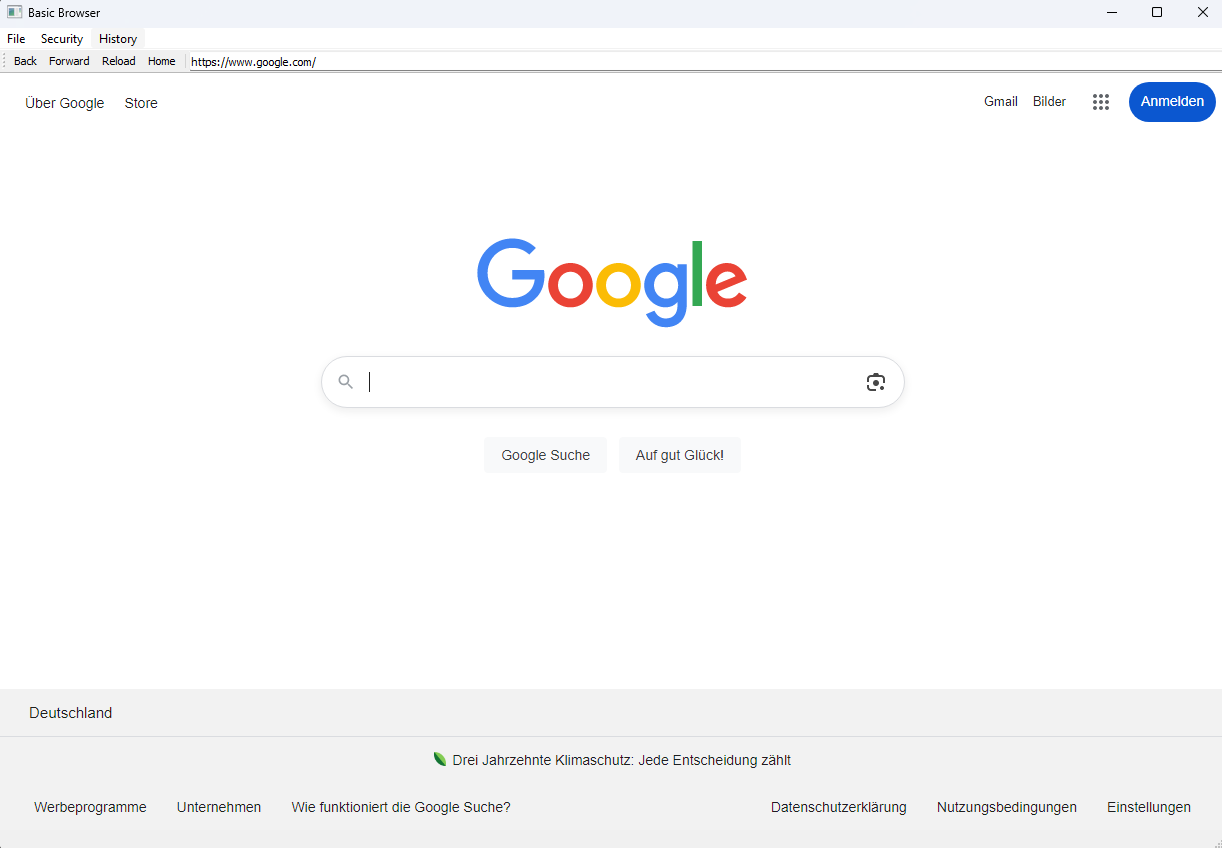 Basic Browser
File Security History
Back Forward Reload Home https://www.google.com/
Über Google Store Gmail Bilder Anmelden
Google
Google Suche Auf gut Glück!
Deutschland
Drei Jahrzehnte Klimaschutz: Jede Entscheidung zählt
Werbeprogramme Unternehmen Wie funktioniert die Google Suche? Datenschutzerklärung Nutzungsbedingungen Einstellungen